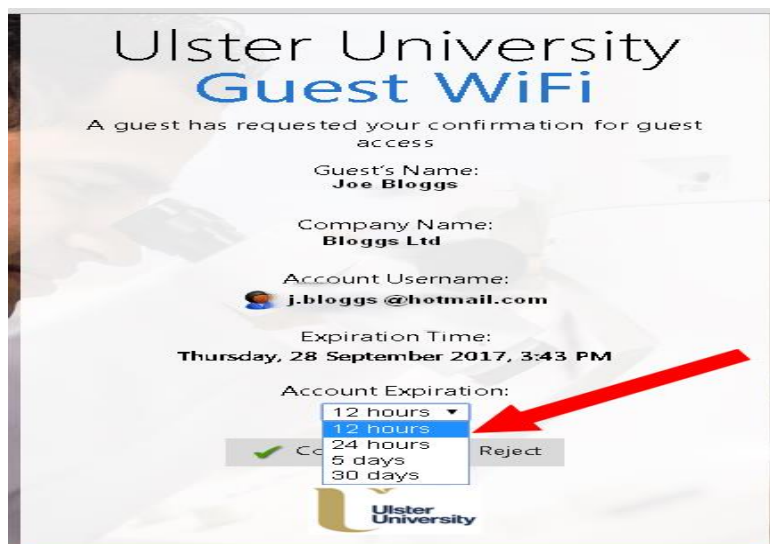 Ulster University
Guest WiFi
A guest has requested your confirmation for guest
access
Guest's Name:
Joe Bloggs
Company Name:
Bloggs Ltd
Account Username:
j.bloggs @hotmail.com
Expiration Time:
Thursday, 28 September 2017, 3:43 PM
Account Expiration:
12 hours
12 hours
24 hours
5 days
30 days
Reject
Ulster
University